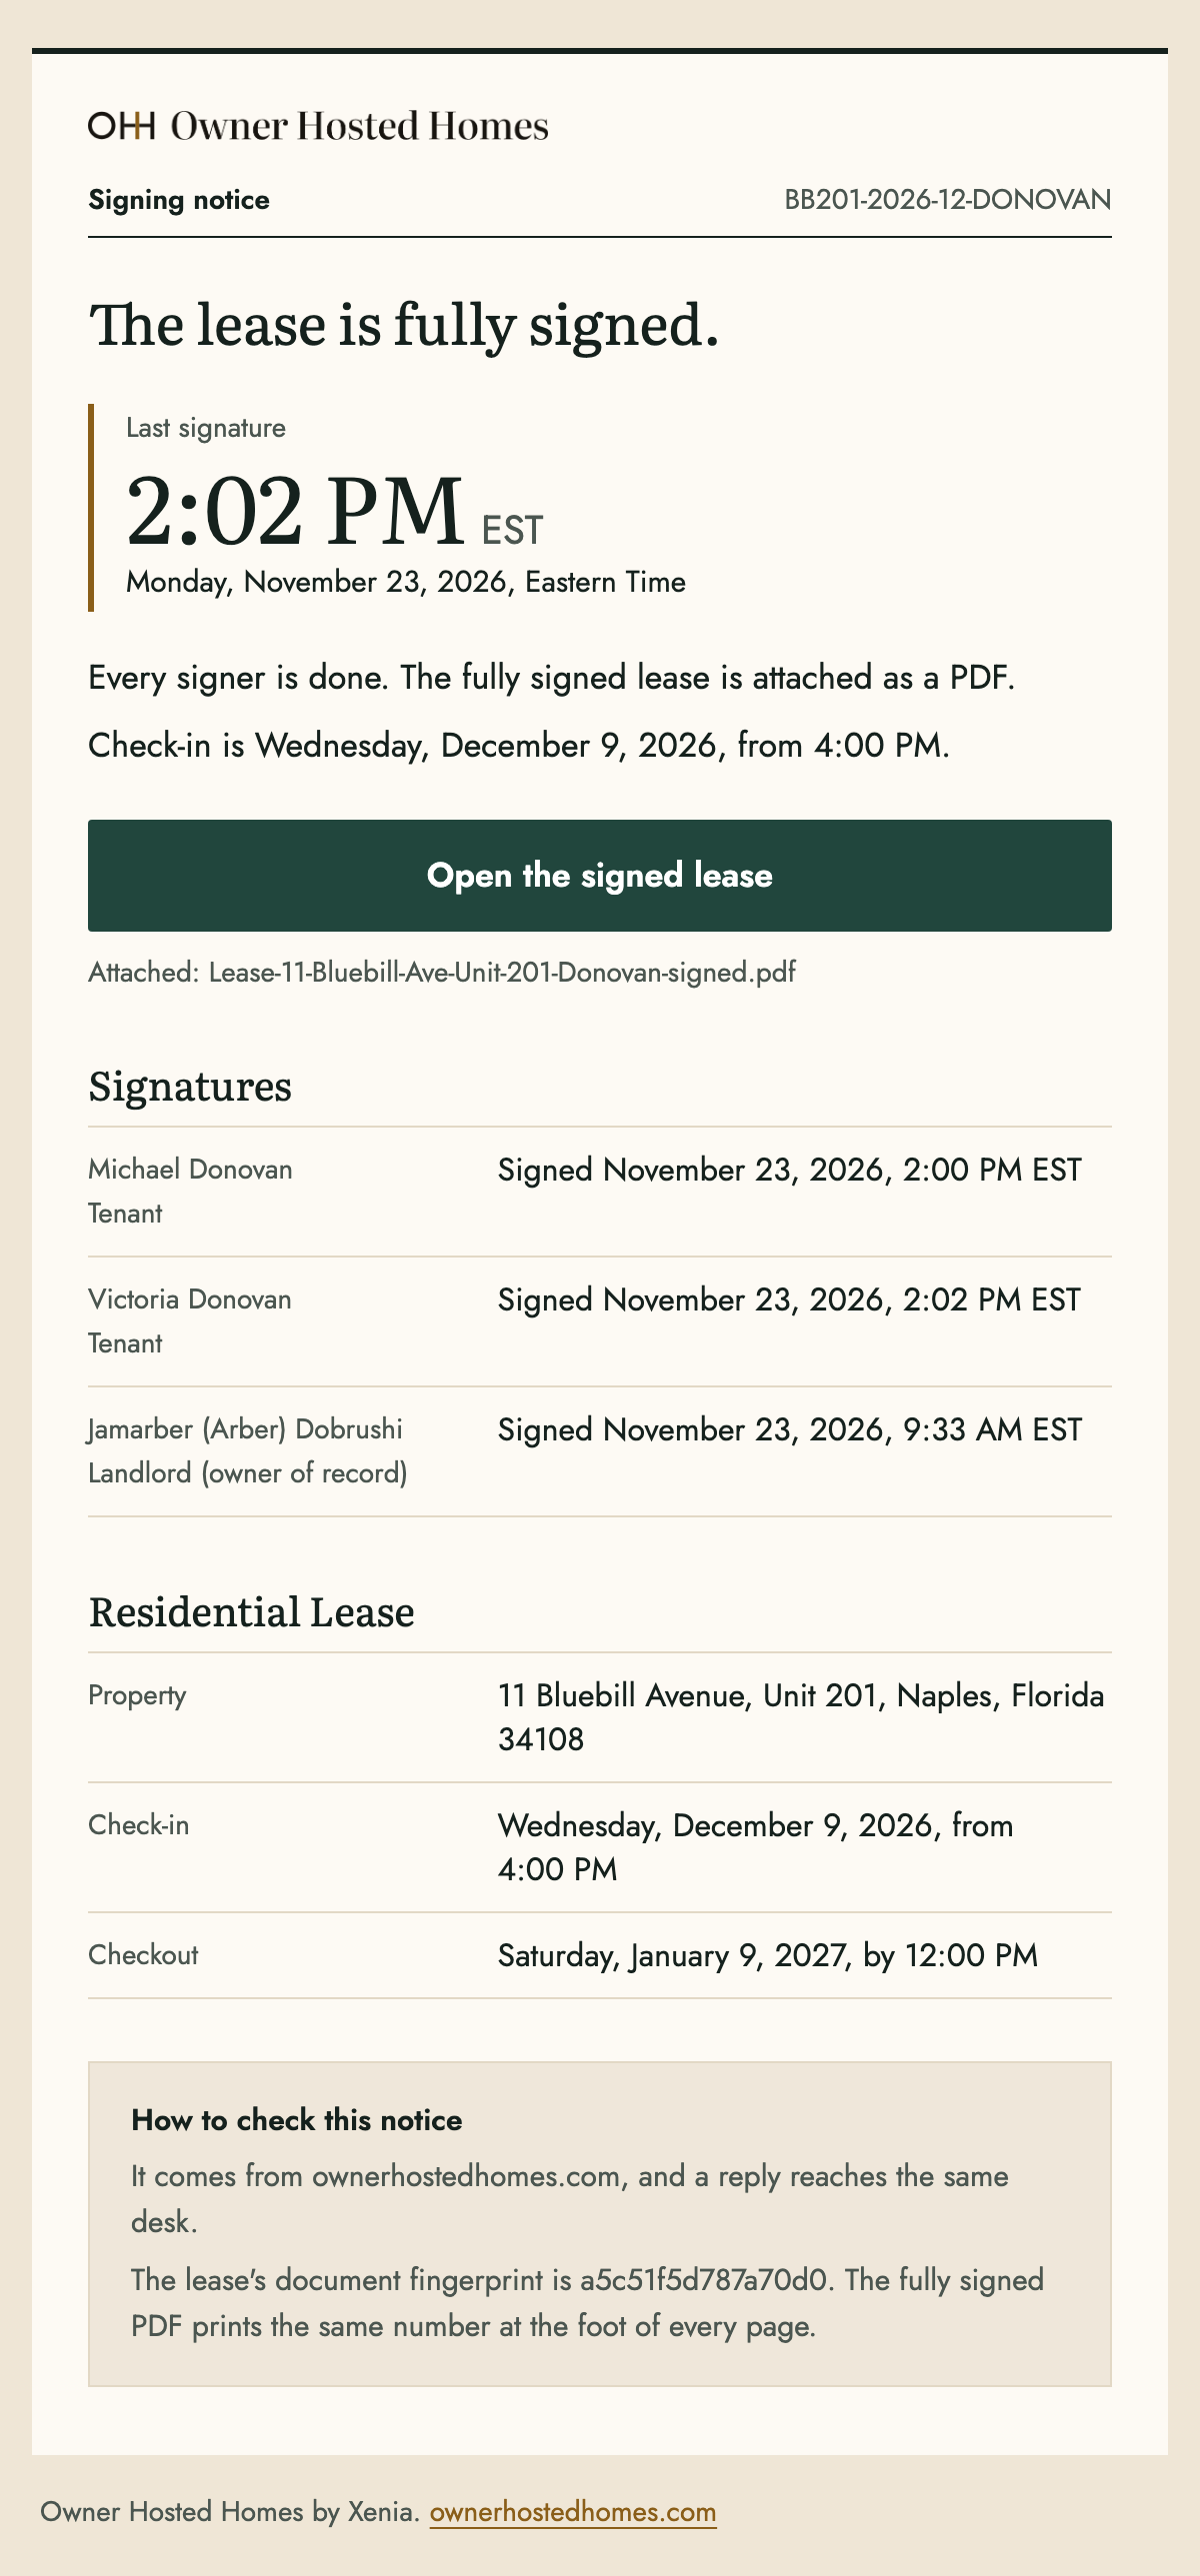 OHH Owner Hosted Homes
Signing notice BB201-2026-12-DONOVAN
The lease is fully signed.
Last signature
2:02 PM EST
Monday, November 23, 2026, Eastern Time
Every signer is done. The fully signed lease is attached as a PDF.
Check-in is Wednesday, December 9, 2026, from 4:00 PM.
Open the signed lease
Attached: Lease-11-Bluebill-Ave-Unit-201-Donovan-signed.pdf
Signatures
Michael Donovan Signed November 23, 2026, 2:00 PM EST
Tenant
Victoria Donovan Signed November 23, 2026, 2:02 PM EST
Tenant
Jamarber (Arber) Dobrushi Signed November 23, 2026, 9:33 AM EST
Landlord (owner of record)
Residential Lease
Property 11 Bluebill Avenue, Unit 201, Naples, Florida
34108
Check-in Wednesday, December 9, 2026, from
4:00 PM
Checkout Saturday, January 9, 2027, by 12:00 PM
How to check this notice
It comes from ownerhostedhomes.com, and a reply reaches the same
desk.
The lease's document fingerprint is a5c51f5d787a70d0. The fully signed
PDF prints the same number at the foot of every page.
Owner Hosted Homes by Xenia. ownerhostedhomes.com